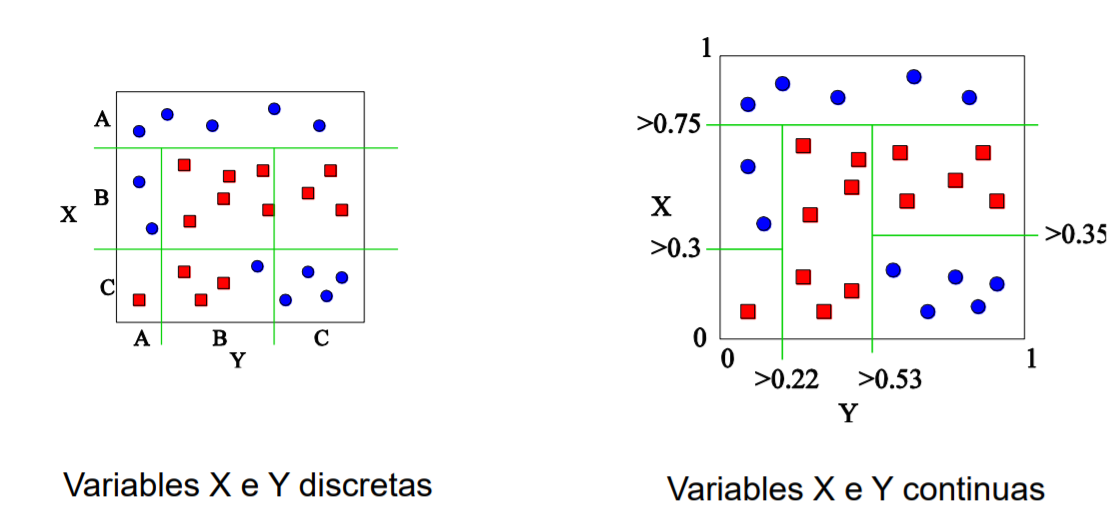 A
B
X
C
A
B
C
Y
1
>0.75
X
>0.3
>0.35
0
0
1
>0.22
>0.53
Y
Variables X e Y discretas
Variables X e Y continuas